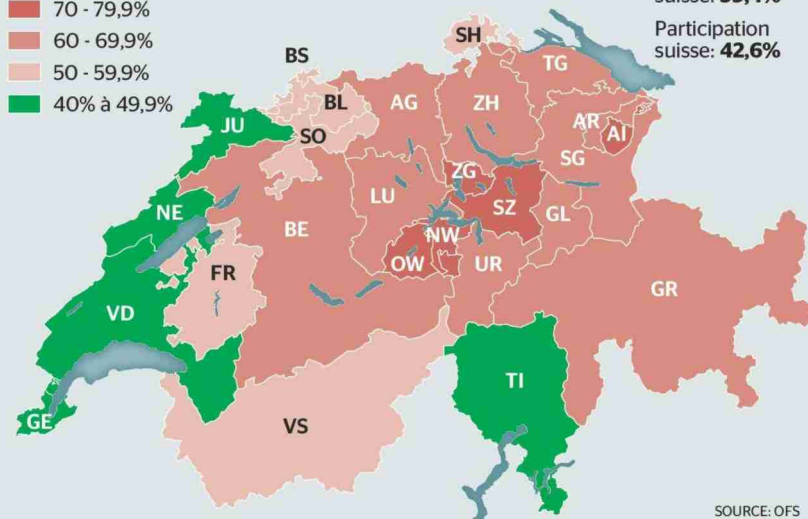 70 - 79,9%
60 - 69,9%
50 - 59,9%
40% à 49,9%
Participation
suisse: 42,6%
SH
BS
TG
BL
AG
ZH
JU
SO
AR
AI
SG
ZG
LU
SZ
NE
GL
BE
NW
FR
OW
UR
GR
VD
TI
GE
VS
SOURCE: OFS